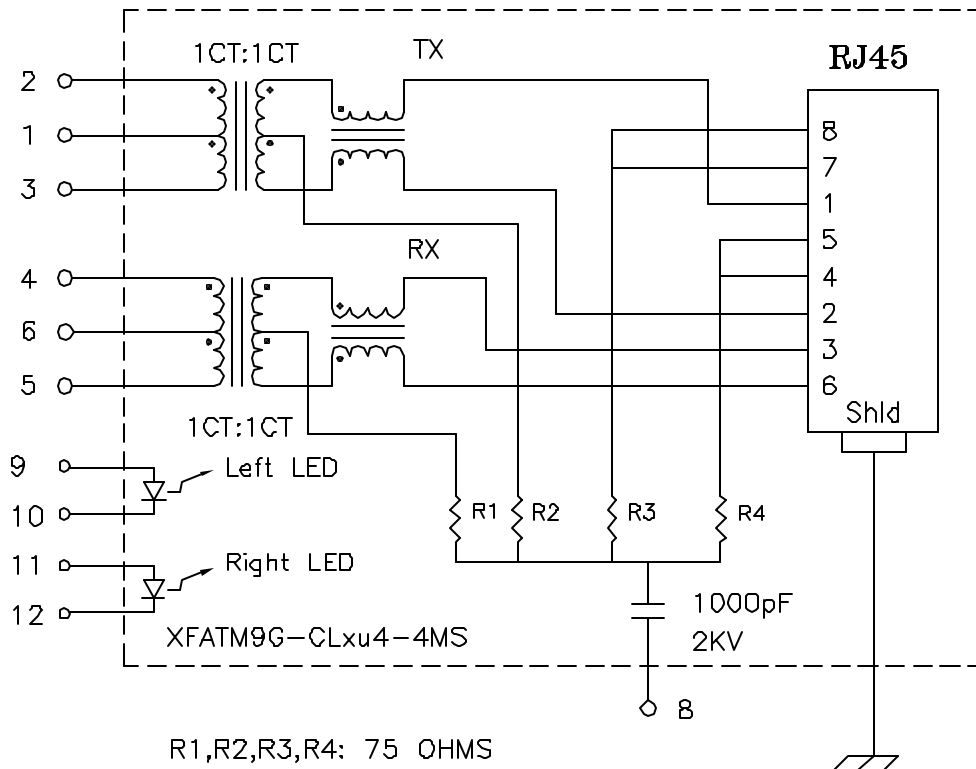 1CT:1CT
TX
RJ45
2
1
3
8
7
1
5
4
2
3
6
Shld
RX
4
6
5
1CT:1CT
9
10
Left LED
11
12
Right LED
R1
R2
R3
R4
1000pF
2KV
XFATM9G-CLxu4-4MS
8
R1,R2,R3,R4: 75 OHMS